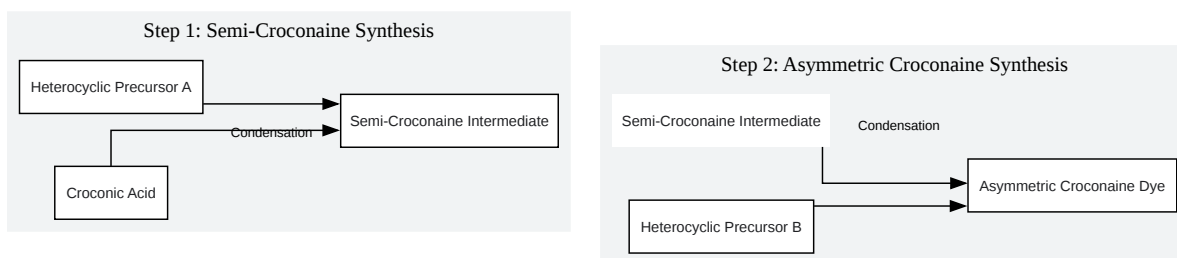 Step 1: Semi-Croconaine Synthesis
Heterocyclic Precursor A
Semi-Croconaine Intermediate
Condensation
Croconic Acid
Step 2: Asymmetric Croconaine Synthesis
Semi-Croconaine Intermediate
Condensation
Asymmetric Croconaine Dye
Heterocyclic Precursor B